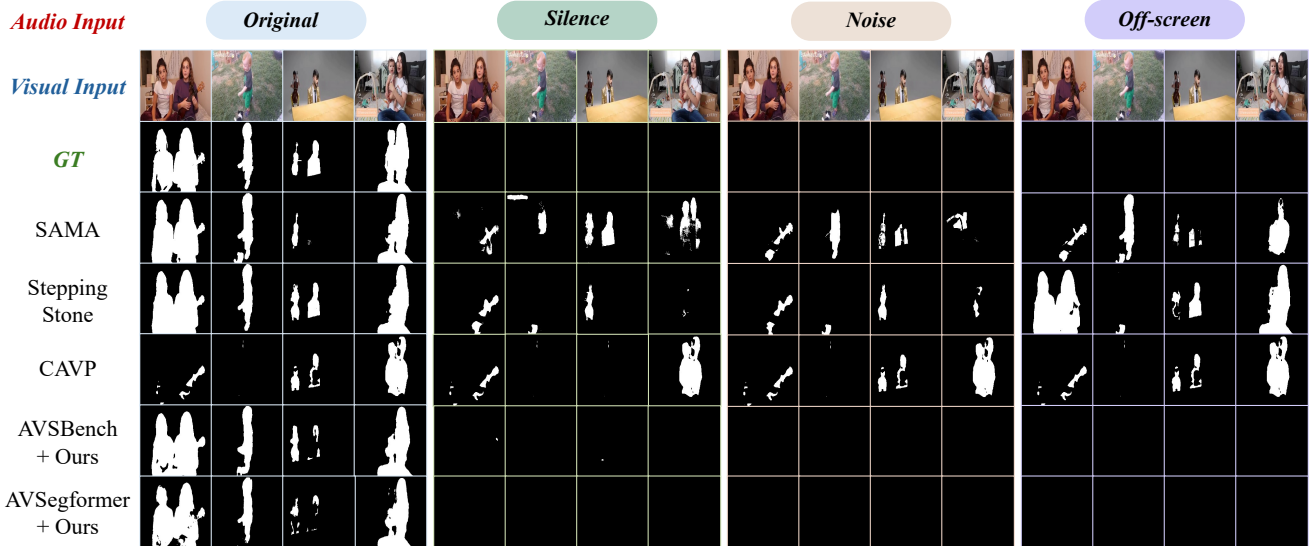 Audio Input
Original
Silence
Noise
Off-screen
Visual Input
GT
SAMA
Stepping
Stone
CAVP
AVSBench
+ Ours
AVSegformer
+ Ours